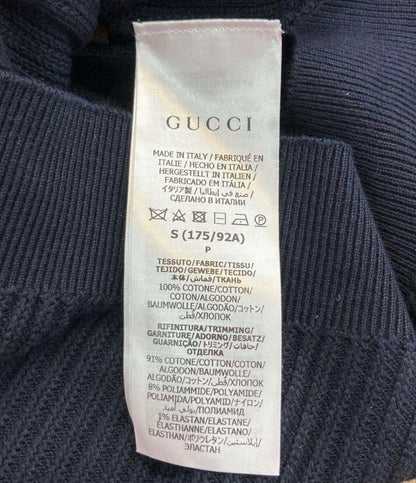 GUCCI
MADE IN ITALY / FABRIQUÉ EN
ITALIE / HECHO EN ITALIA /
HERGESTELLT IN ITALIEN /
FABRICADO EM ITÁLIA /
イタリア製 / صنع في إيطاليا /
СДЕЛАНО В ИТАЛИИ
P
S (175/92A)
P
TESSUTO/FABRIC/TISSU/
TEJIDO/GEWEBE/TECIDO/
本体/قماش/ТКАНЬ
100% COTONE/COTTON/
COTON/ALGODON/
BAUMWOLLE/ALGODÃO/コットン/
قطن/ХЛОПОК
RIFINITURA/TRIMMING/
GARNITURE/ADORNO/BESATZ/
GUARNIÇÃO/トリミング/حافات/
ОТДЕЛКА
91% COTONE/COTTON/COTON/
ALGODON/BAUMWOLLE/
ALGODÃO/コットン/قطن/ХЛОПОК
8% POLIAMMIDE/POLYAMIDE/
POLIAMIDA/POLYAMID/ナイロン/
بولي أميد/ПОЛИАМИД
1% ELASTAN/ELASTANE/
ELASTANO/ELASTHANNE/
ELASTHAN/ポリウレタン/إيلاستين/
ЭЛАСТАН